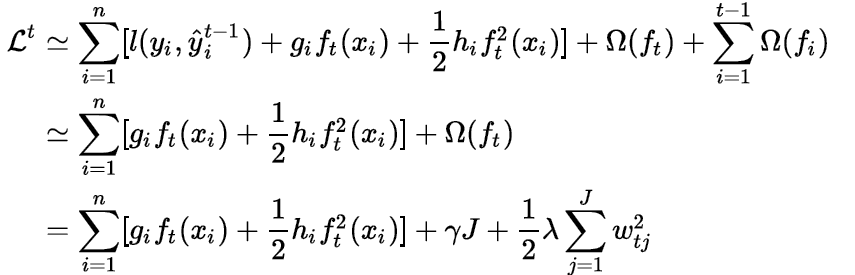 $\mathcal{L}^t \simeq \sum_{i=1}^{n} [l(y_i, \hat{y}_i^{t-1}) + g_i f_t(x_i) + \frac{1}{2} h_i f_t^2(x_i)] + \Omega(f_t) + \sum_{i=1}^{t-1} \Omega(f_i)$
$\simeq \sum_{i=1}^{n} [g_i f_t(x_i) + \frac{1}{2} h_i f_t^2(x_i)] + \Omega(f_t)$
$= \sum_{i=1}^{n} [g_i f_t(x_i) + \frac{1}{2} h_i f_t^2(x_i)] + \gamma J + \frac{1}{2} \lambda \sum_{j=1}^{J} w_{tj}^2$